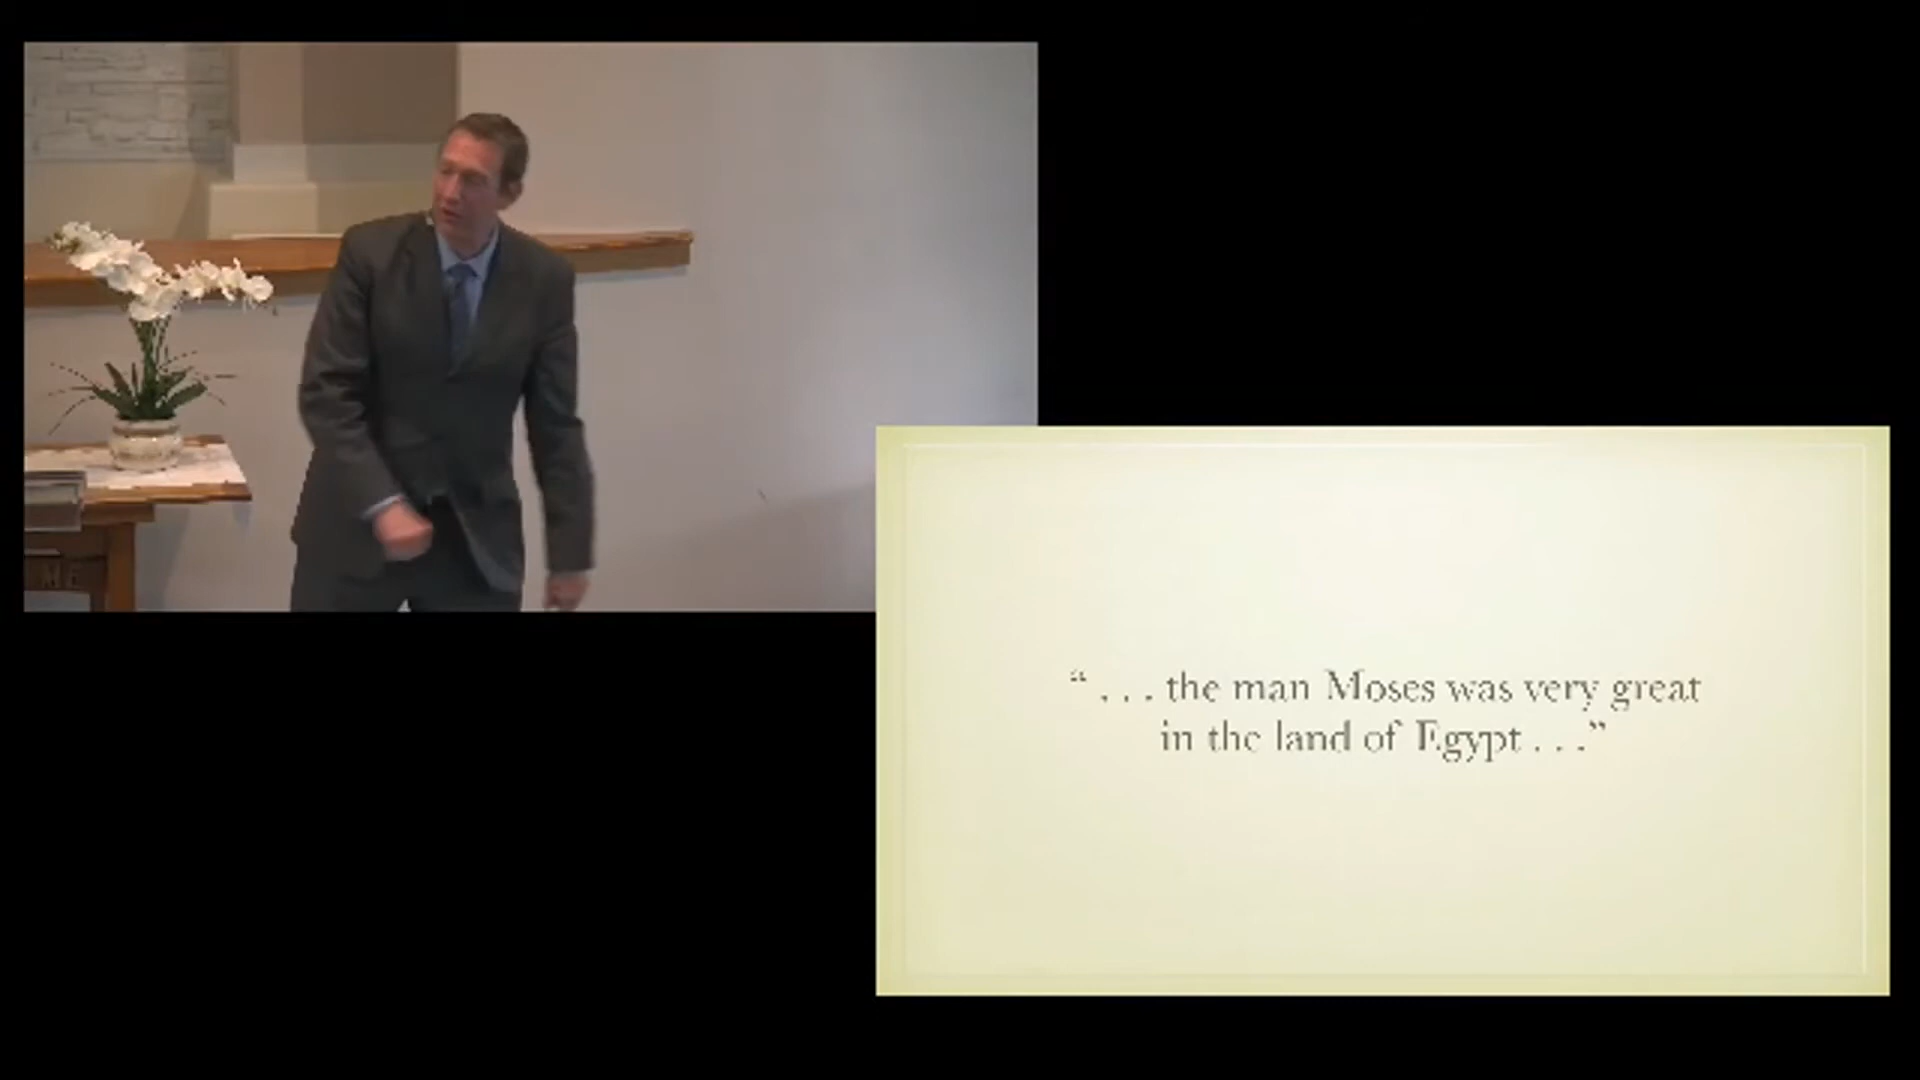 “ . . . the man Moses was very great
in the land of Egypt . . .”